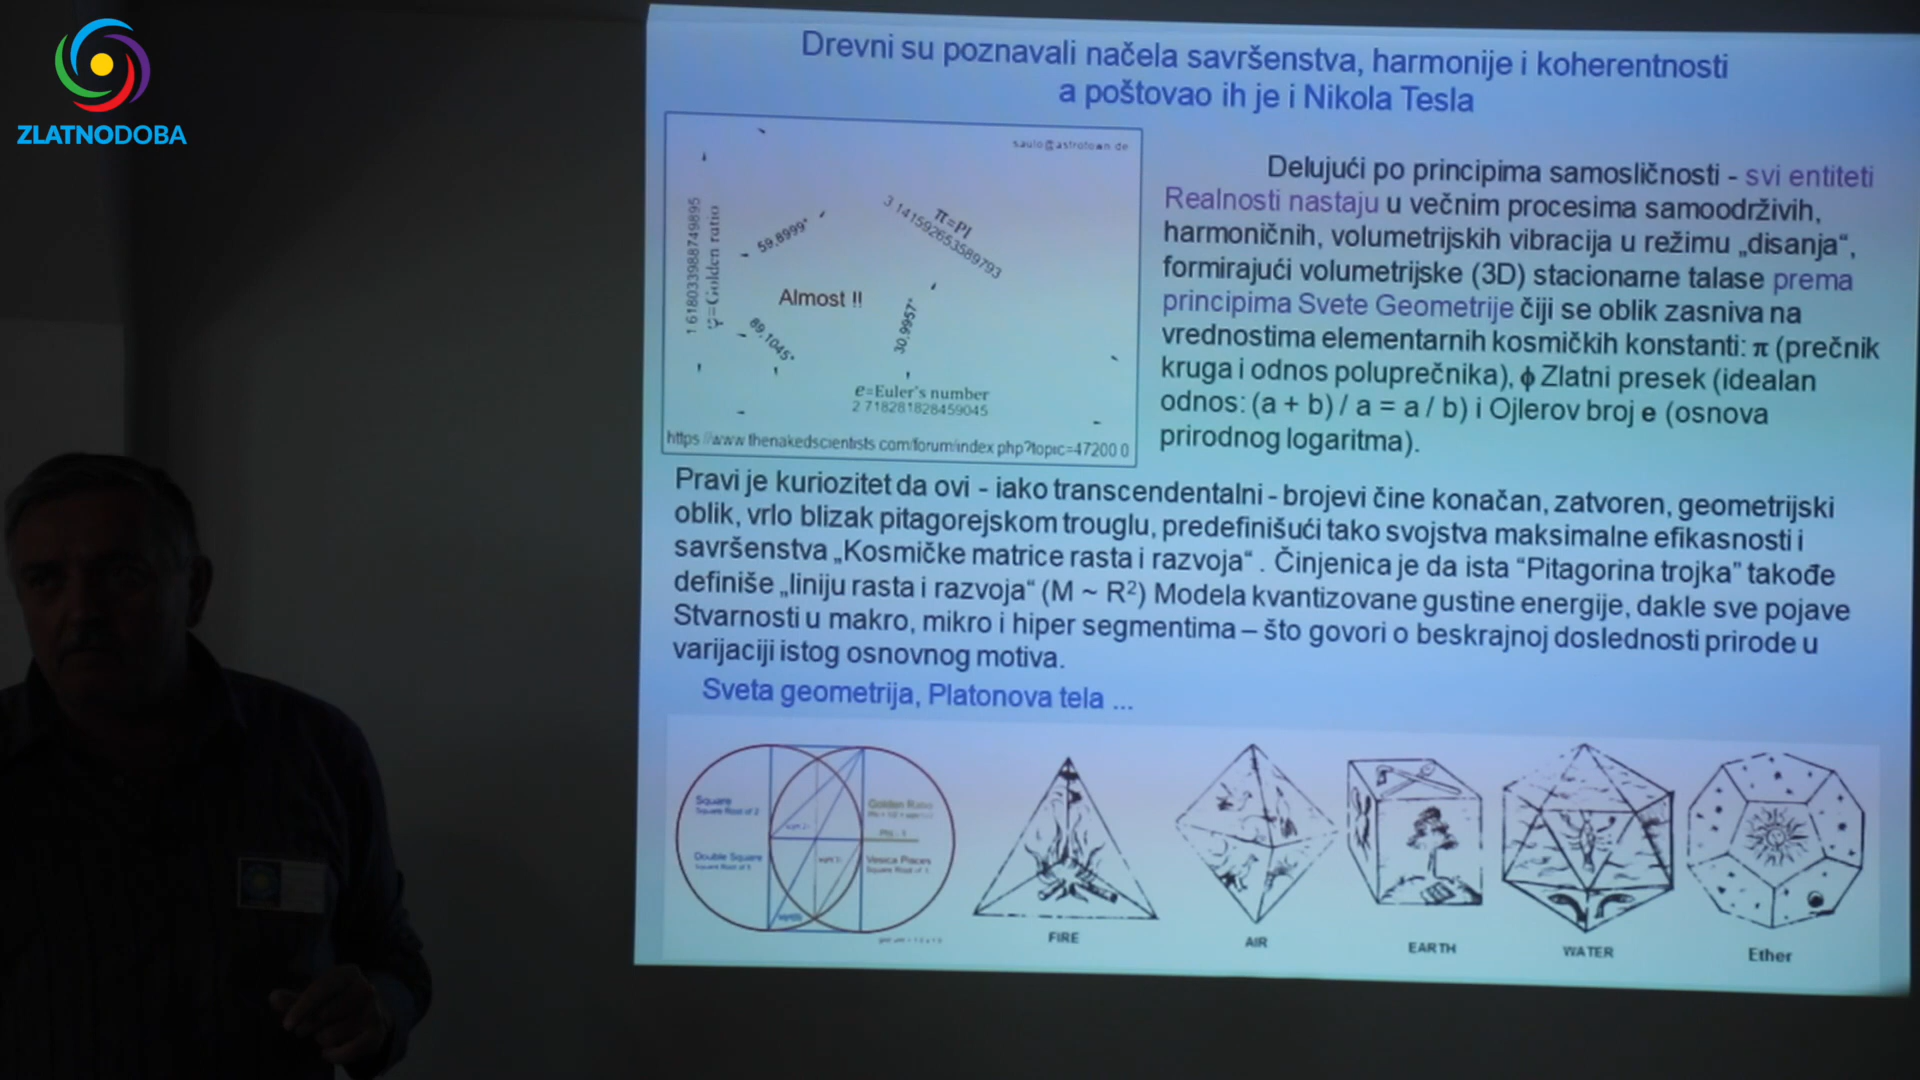 ZLATNODOBA
Drevni su poznavali načela savršenstva, harmonije i koherentnosti
a poštovao ih je i Nikola Tesla
saulo@astrotown de
1 618033988749895
φ=Golden ratio
59,8999°
π=PI
3.141592653589793
Almost !!
89,1045°
30,9957°
e=Euler's number
2 718281828459045
https //www thenakedscientists com/forum/index php?topic=47200 0
Delujući po principima samosličnosti - svi entiteti
Realnosti nastaju u večnim procesima samoodrživih,
harmoničnih, volumetrijskih vibracija u režimu „disanja“,
formirajući volumetrijske (3D) stacionarne talase prema
principima Svete Geometrije čiji se oblik zasniva na
vrednostima elementarnih kosmičkih konstanti: π (prečnik
kruga i odnos poluprečnika), ϕ Zlatni presek (idealan
odnos: (a + b) / a = a / b) i Ojlerov broj e (osnova
prirodnog logaritma).
Pravi je kuriozitet da ovi - iako transcendentalni - brojevi čine konačan, zatvoren, geometrijski
oblik, vrlo blizak pitagorejskom trouglu, predefinišući tako svojstva maksimalne efikasnosti i
savršenstva „Kosmičke matrice rasta i razvoja“ . Činjenica je da ista “Pitagorina trojka” takođe
definiše „liniju rasta i razvoja“ (M ~ R²) Modela kvantizovane gustine energije, dakle sve pojave
Stvarnosti u makro, mikro i hiper segmentima – što govori o beskrajnoj doslednosti prirode u
varijaciji istog osnovnog motiva.
Sveta geometrija, Platonova tela ...
Square
Square Root of 2
Golden Ratio
Double Square
Vesica Pisces
FIRE
AIR
EARTH
WATER
Ether